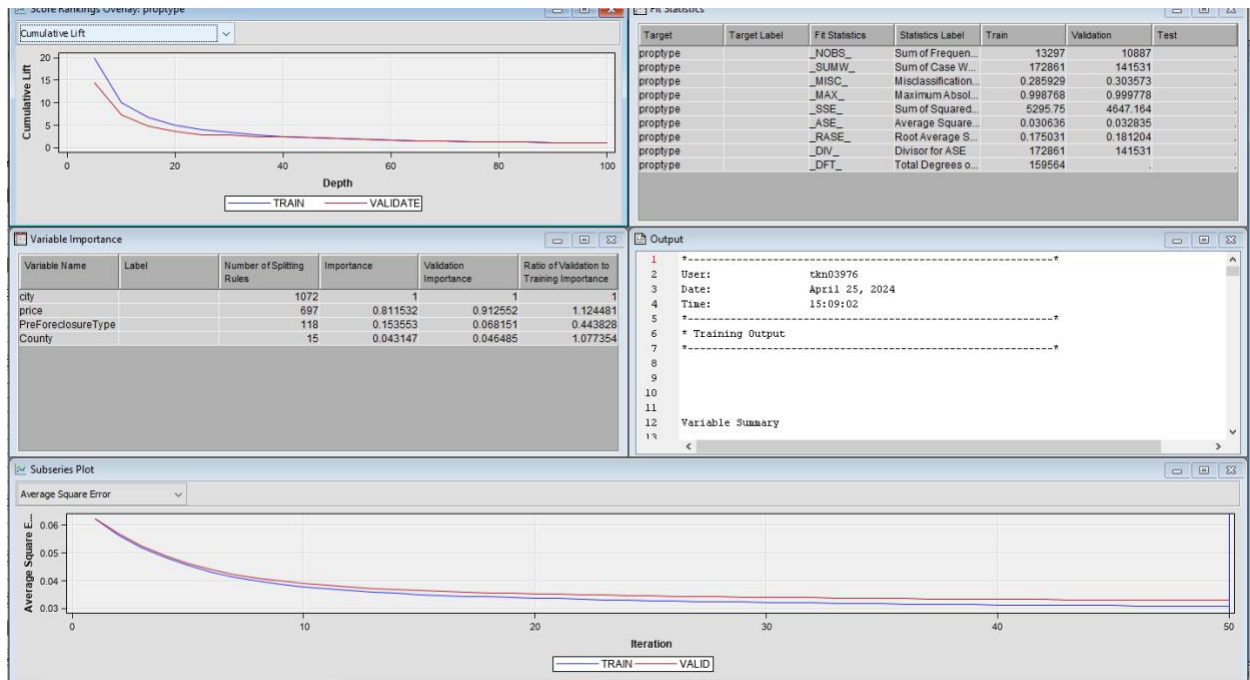 Score Rankings Overlay: proptype
Cumulative Lift
Cumulative Lift
20
15
10
5
0
0 20 40 60 80 100
Depth
TRAIN VALIDATE
Fit Statistics
Target Target Label Fit Statistics Statistics Label Train Validation Test
proptype _NOBS_ Sum of Frequen... 13297 10887 .
proptype _SUMW_ Sum of Case W... 172861 141531 .
proptype _MISC_ Misclassification... 0.285929 0.303573 .
proptype _MAX_ Maximum Absol... 0.998768 0.999778 .
proptype _SSE_ Sum of Squared... 5295.75 4647.164 .
proptype _ASE_ Average Square... 0.030636 0.032835 .
proptype _RASE_ Root Average S... 0.175031 0.181204 .
proptype _DIV_ Divisor for ASE 172861 141531 .
proptype _DFT_ Total Degrees o... 159564 . .
Variable Importance
Variable Name Label Number of Splitting Rules Importance Validation Importance Ratio of Validation to Training Importance
city 1072 1 1 1
price 697 0.811532 0.912552 1.124481
PreForeclosureType 118 0.153553 0.068151 0.443828
County 15 0.043147 0.046485 1.077354
Output
1 *------------------------------------------------------------*
2 User: tkn03976
3 Date: April 25, 2024
4 Time: 15:09:02
5 *------------------------------------------------------------*
6 * Training Output
7 *------------------------------------------------------------*
8
9
10
11
12 Variable Summary
13
Subseries Plot
Average Square Error
Average Square E...
0.06
0.05
0.04
0.03
0 10 20 30 40 50
Iteration
TRAIN VALID